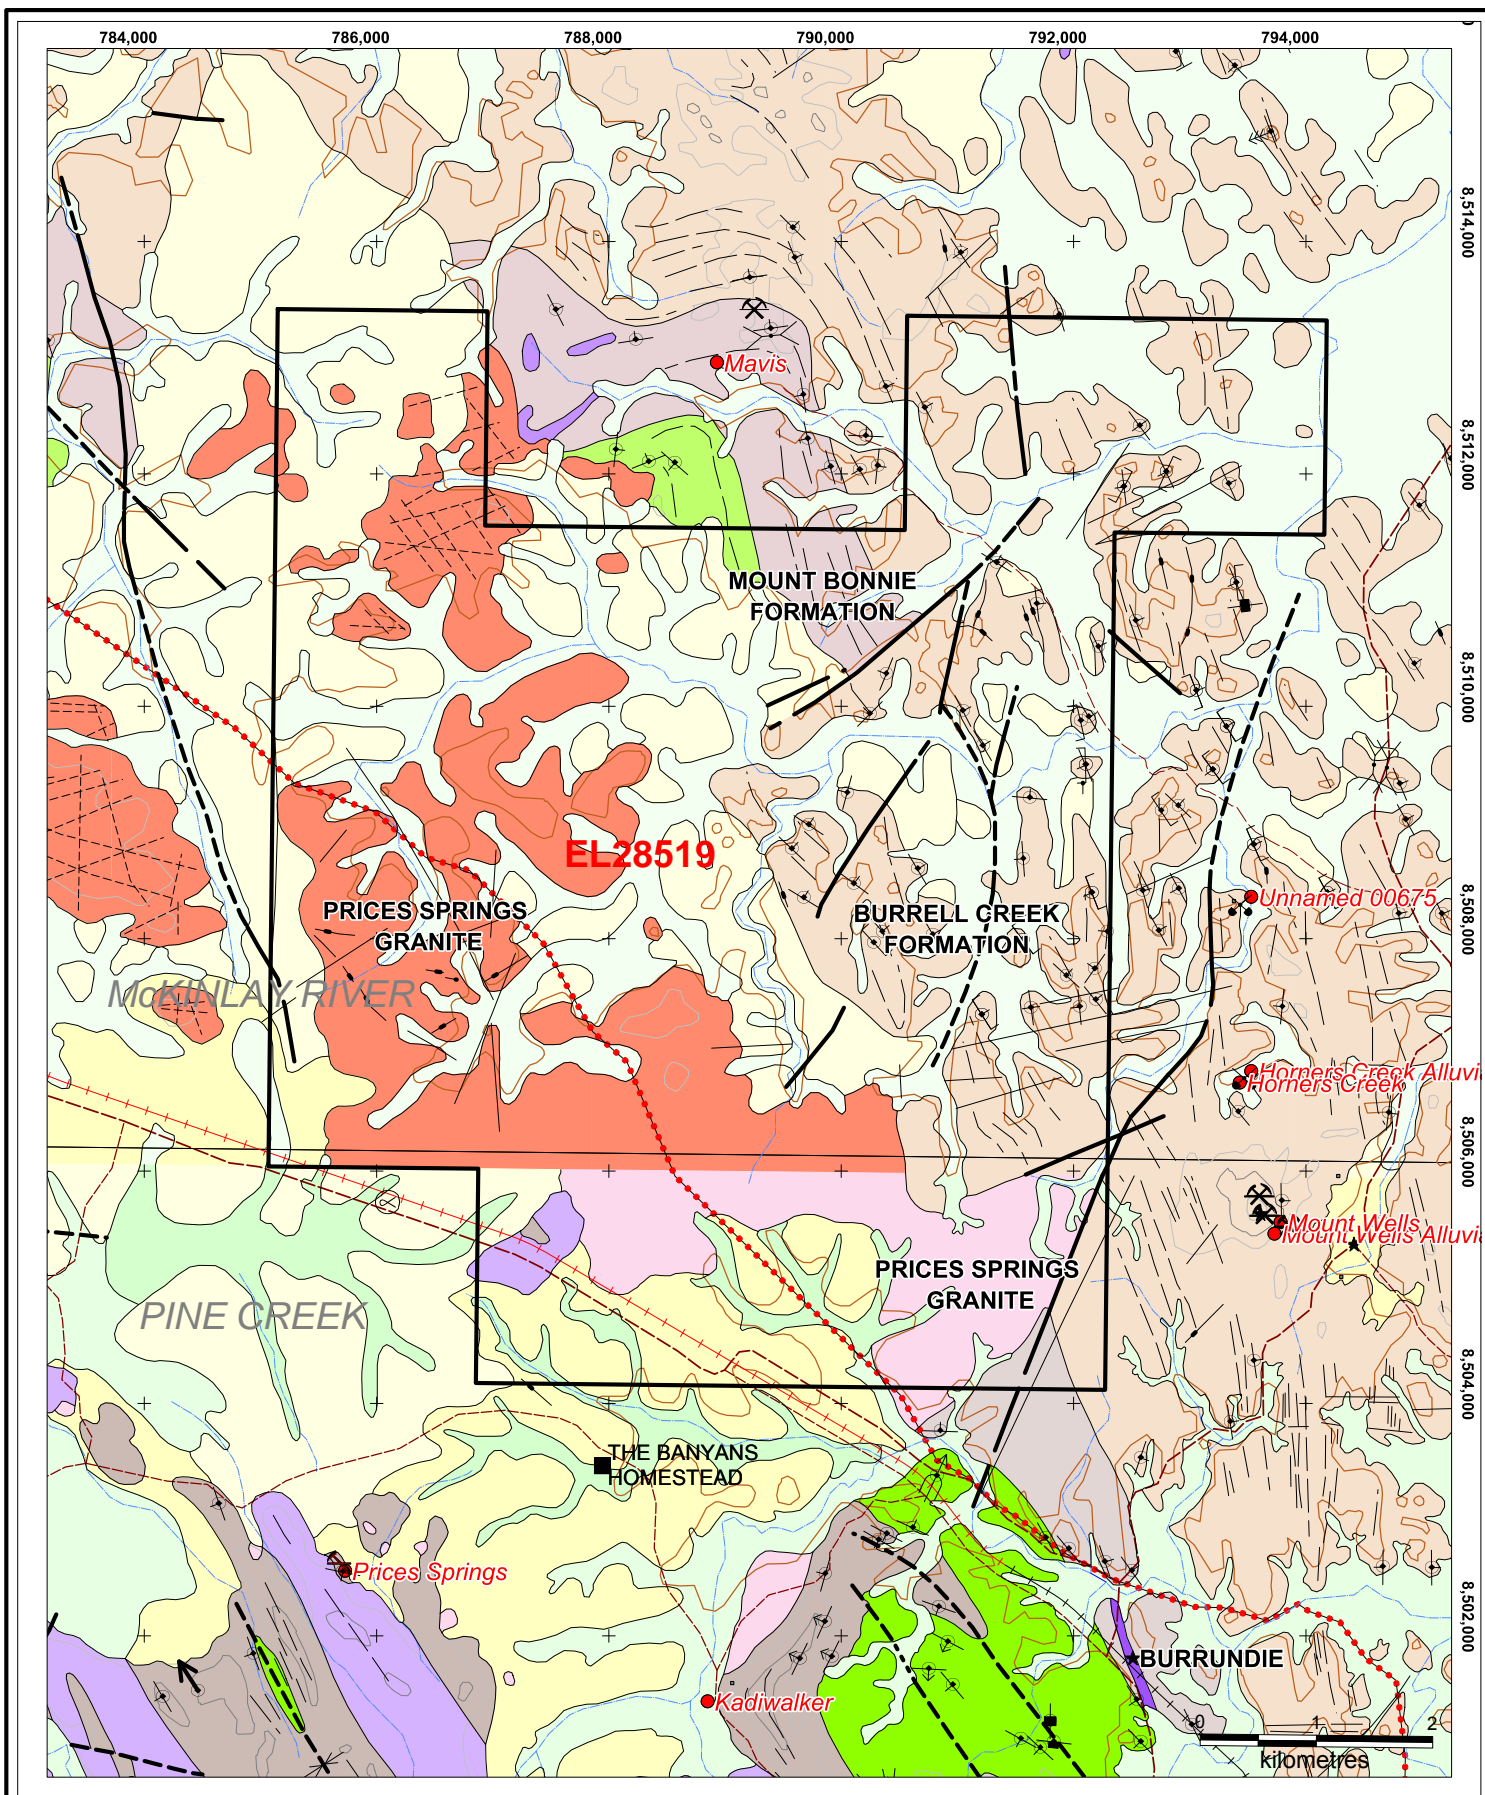 784,000
786,000
788,000
790,000
792,000
794,000
8,514,000
Mavis
8,512,000
MOUNT BONNIE
FORMATION
8,510,000
EL28519
PRICES SPRINGS
GRANITE
BURRELL CREEK
FORMATION
Unnamed 00675
8,508,000
McKINLAY RIVER
Horners Creek Alluvi
Horners Creek
8,506,000
Mount Wells
Mount Wells Alluvi
PRICES SPRINGS
GRANITE
PINE CREEK
8,504,000
THE BANYANS
HOMESTEAD
Prices Springs
8,502,000
BURRUNDIE
Kadiwalker
0 1 2
kilometres